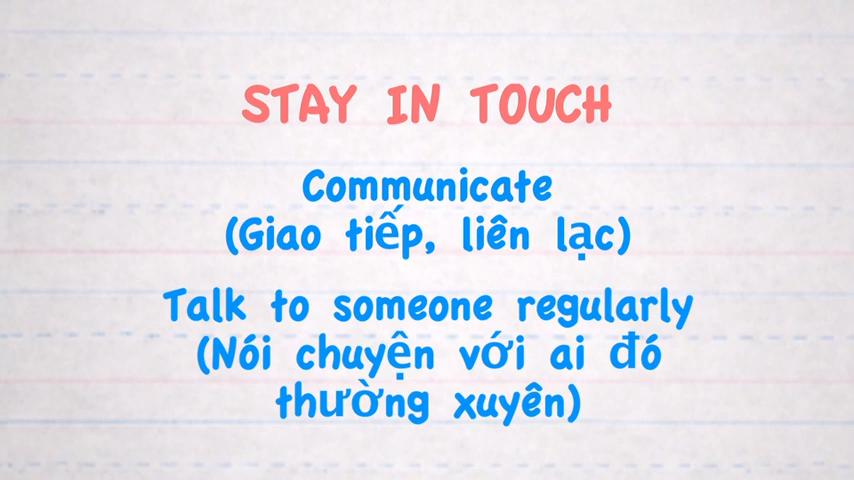 STAY IN TOUCH
Communicate
(Giao tiếp, liên lạc)
Talk to someone regularly
(Nói chuyện với ai đó
thường xuyên)